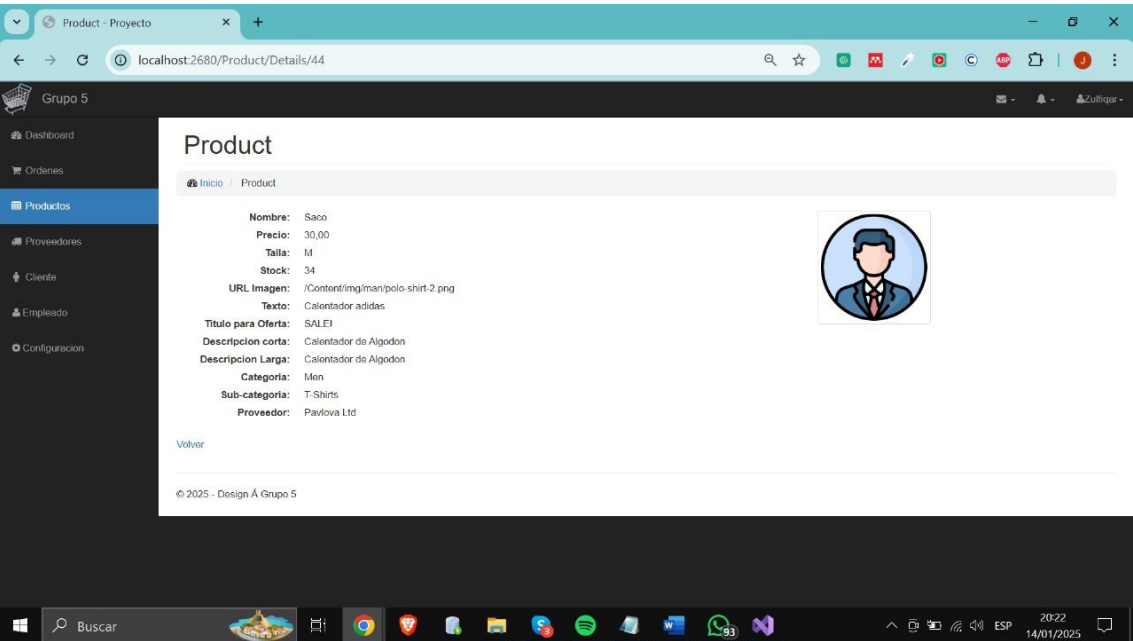 Product - Proyecto
localhost:2680/Product/Details/44
ABP
J
Grupo 5
Zulfiqar
Dashboard
Ordenes
Productos
Proveedores
Cliente
Empleado
Configuracion
Product
Inicio / Product
Nombre: Saco
Precio: 30,00
Talla: M
Stock: 34
URL Imagen: /Content/img/man/polo-shirt-2.png
Texto: Calentador adidas
Titulo para Oferta: SALE!
Descripcion corta: Calentador de Algodon
Descripcion Larga: Calentador de Algodon
Categoria: Men
Sub-categoria: T-Shirts
Proveedor: Pavlova Ltd
Volver
© 2025 - Design Á Grupo 5
Buscar
93
ESP
20:22
14/01/2025